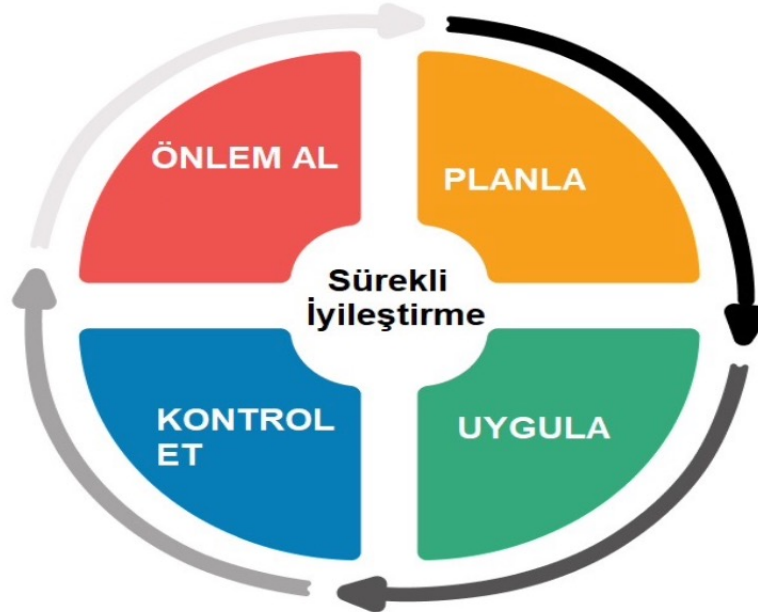 ÖNLEM AL
PLANLA
Sürekli
İyileştirme
KONTROL
ET
UYGULA